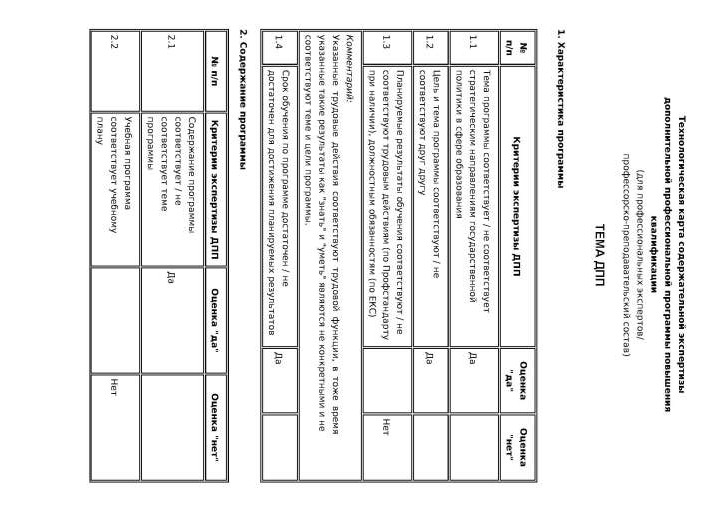 Технологическая карта содержательной экспертизы
дополнительной профессиональной программы повышения
квалификации
(для профессиональных экспертов/
профессорско-преподавательский состав)
ТЕМА ДПП
1. Характеристика программы
№ п/п
Критерии экспертизы ДПП
Оценка "да"
Оценка "нет"
1.1
Тема программы соответствует / не соответствует
стратегическим направлениям государственной
политики в сфере образования
Да
1.2
Цель и тема программы соответствуют / не
соответствуют друг другу
Да
1.3
Планируемые результаты обучения соответствуют / не
соответствуют трудовым действиям (по Профстандарту
при наличии), должностным обязанностям (по ЕКС)
Нет
Комментарий:
Указанные трудовые действия соответствуют трудовой функции, в тоже время
указанные такие результаты как "знать" и "уметь" являются не конкретными и не
соответствуют теме и цели программы.
1.4
Срок обучения по программе достаточен / не
достаточен для достижения планируемых результатов
Да
2. Содержание программы
№ п/п
Критерии экспертизы ДПП
Оценка "да"
Оценка "нет"
2.1
Содержание программы
соответствует / не
соответствует теме
программы
Да
2.2
Учебная программа
соответствует учебному
плану
Нет